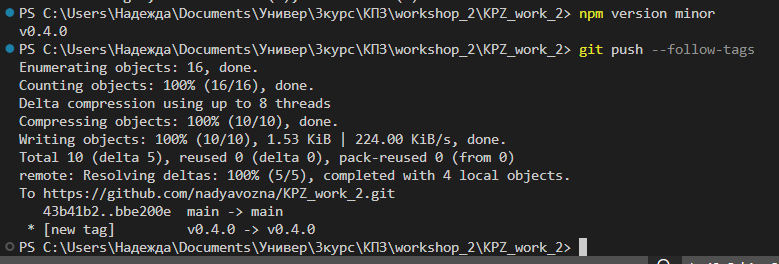 PS C:\Users\Надежда\Documents\Универ\3курс\КПЗ\workshop_2\KPZ_work_2> npm version minor
v0.4.0
PS C:\Users\Надежда\Documents\Универ\3курс\КПЗ\workshop_2\KPZ_work_2> git push --follow-tags
Enumerating objects: 16, done.
Counting objects: 100% (16/16), done.
Delta compression using up to 8 threads
Compressing objects: 100% (10/10), done.
Writing objects: 100% (10/10), 1.53 KiB | 224.00 KiB/s, done.
Total 10 (delta 5), reused 0 (delta 0), pack-reused 0 (from 0)
remote: Resolving deltas: 100% (5/5), completed with 4 local objects.
To https://github.com/nadyavozna/KPZ_work_2.git
43b41b2..bbe200e main -> main
* [new tag] v0.4.0 -> v0.4.0
PS C:\Users\Надежда\Documents\Универ\3курс\КПЗ\workshop_2\KPZ_work_2>